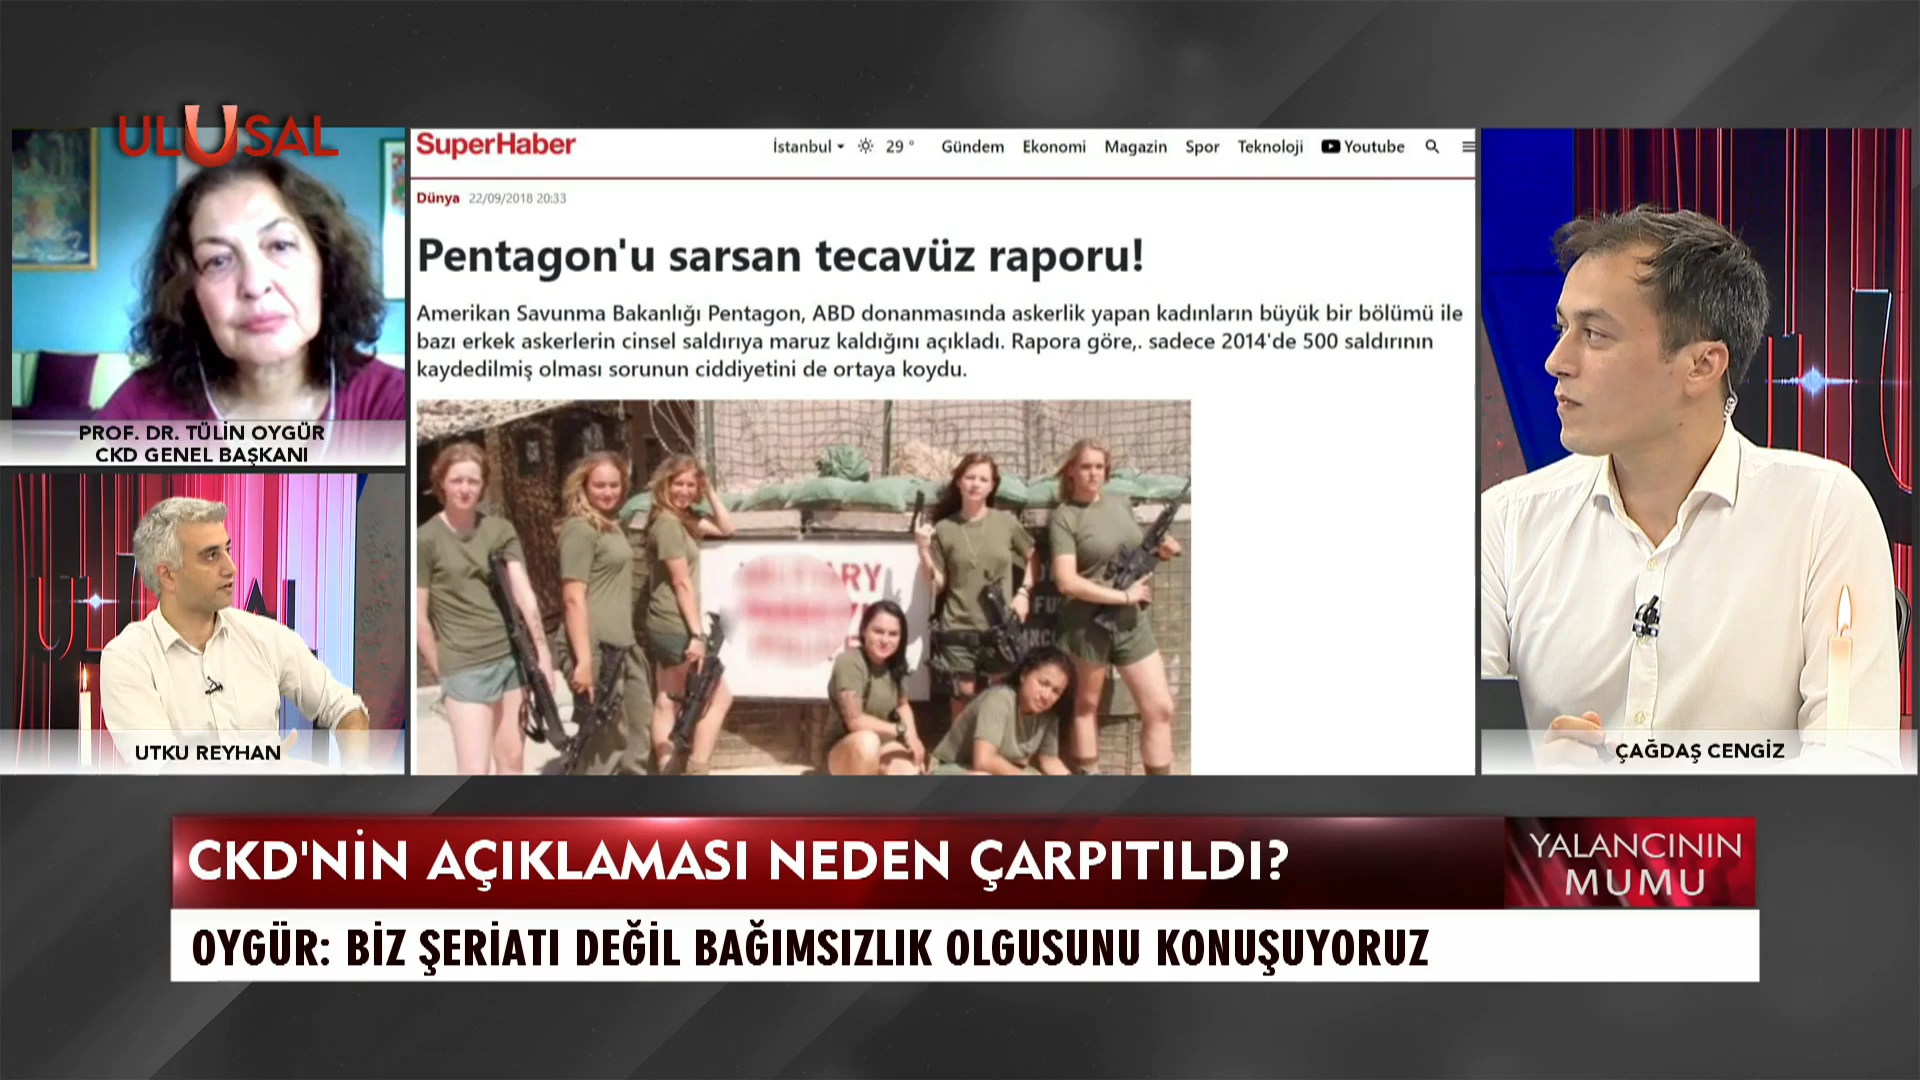 ULUSAL
SuperHaber
İstanbul 29 ° Gündem Ekonomi Magazin Spor Teknoloji Youtube
Dünya 22/09/2018 20:33
Pentagon'u sarsan tecavüz raporu!
Amerikan Savunma Bakanlığı Pentagon, ABD donanmasında askerlik yapan kadınların büyük bir bölümü ile
bazı erkek askerlerin cinsel saldırıya maruz kaldığını açıkladı. Rapora göre,. sadece 2014'de 500 saldırının
kaydedilmiş olması sorunun ciddiyetini de ortaya koydu.
PROF. DR. TÜLİN OYGÜR
CKD GENEL BAŞKANI
UTKU REYHAN
ÇAĞDAŞ CENGİZ
CKD'NİN AÇIKLAMASI NEDEN ÇARPITILDI?
YALANCININ
MUMU
OYGÜR: BİZ ŞERİATI DEĞİL BAĞIMSIZLIK OLGUSUNU KONUŞUYORUZ